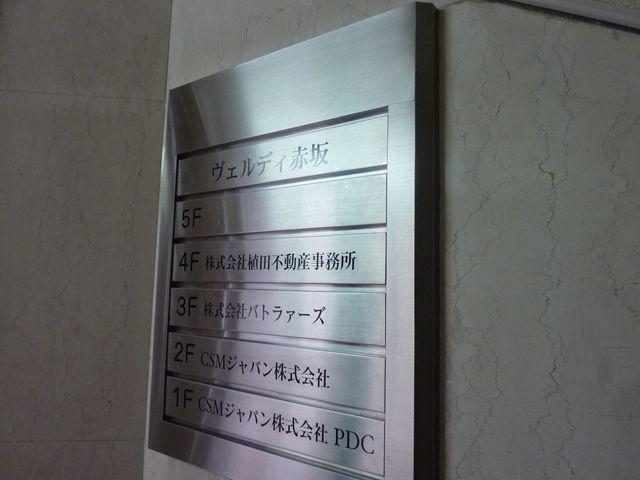 ヴェルディ赤坂
5F
4F 株式会社植田不動産事務所
3F 株式会社バトラァーズ
2F CSMジャパン株式会社
1F CSMジャパン株式会社 PDC